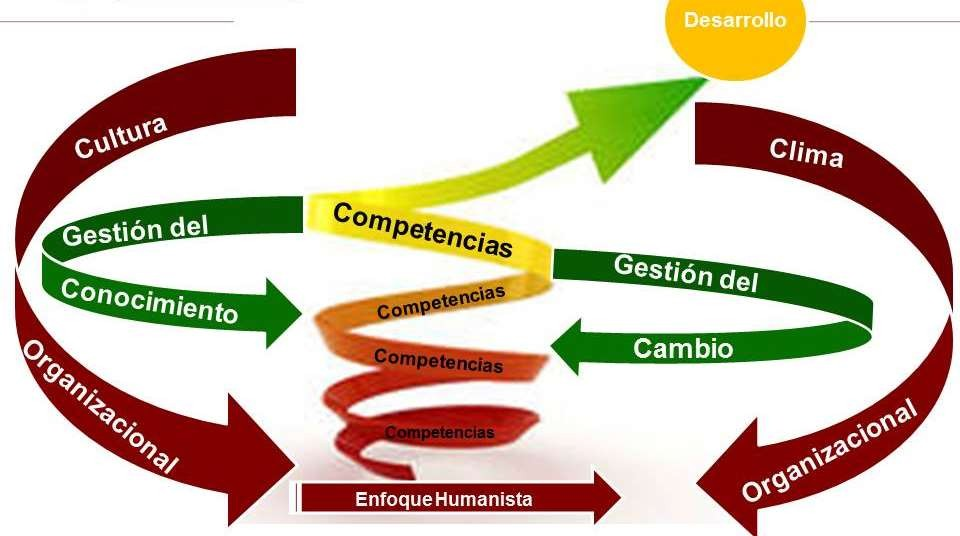 Desarrollo
Cultura
Organizacional
Gestión del
Conocimiento
Competencias
Competencias
Competencias
Competencias
Gestión del
Cambio
Clima
Organizacional
Enfoque Humanista